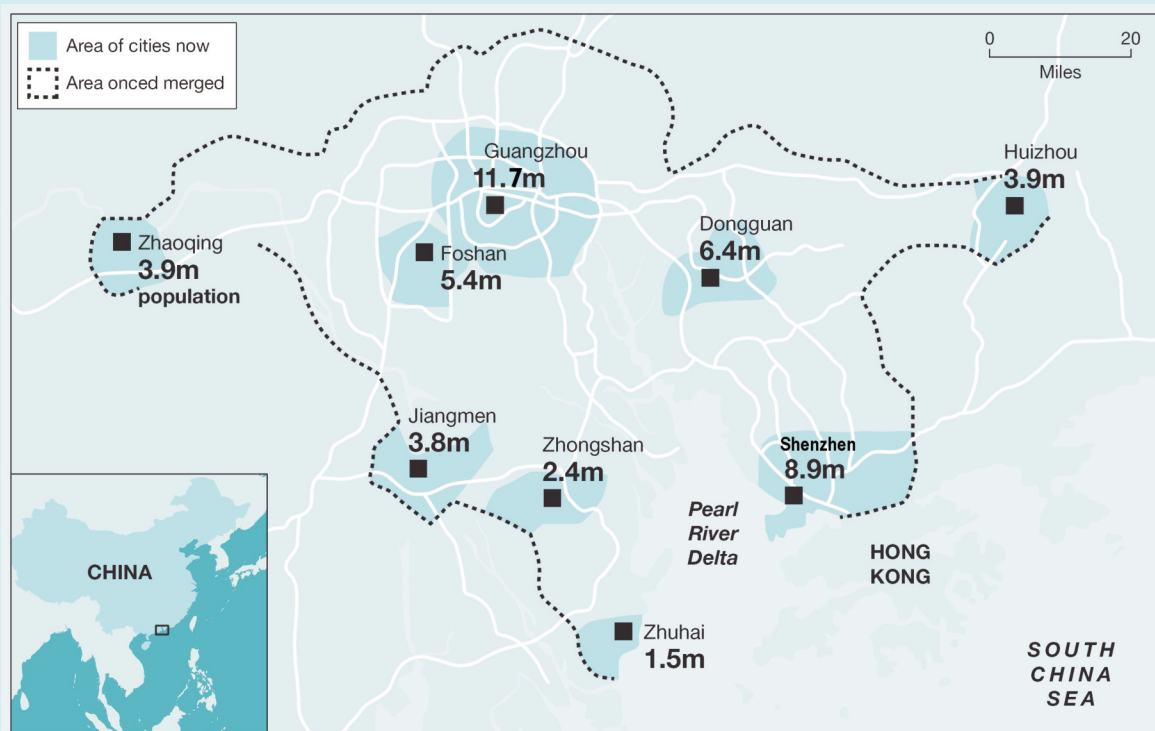 Area of cities now
Area onced merged
0
20
Miles
Guangzhou
11.7m
Huizhou
3.9m
Zhaoqing
3.9m
population
Foshan
5.4m
Dongguan
6.4m
Jiangmen
3.8m
Zhongshan
2.4m
Shenzhen
8.9m
Pearl
River
Delta
HONG
KONG
CHINA
Zhuhai
1.5m
SOUTH
CHINA
SEA